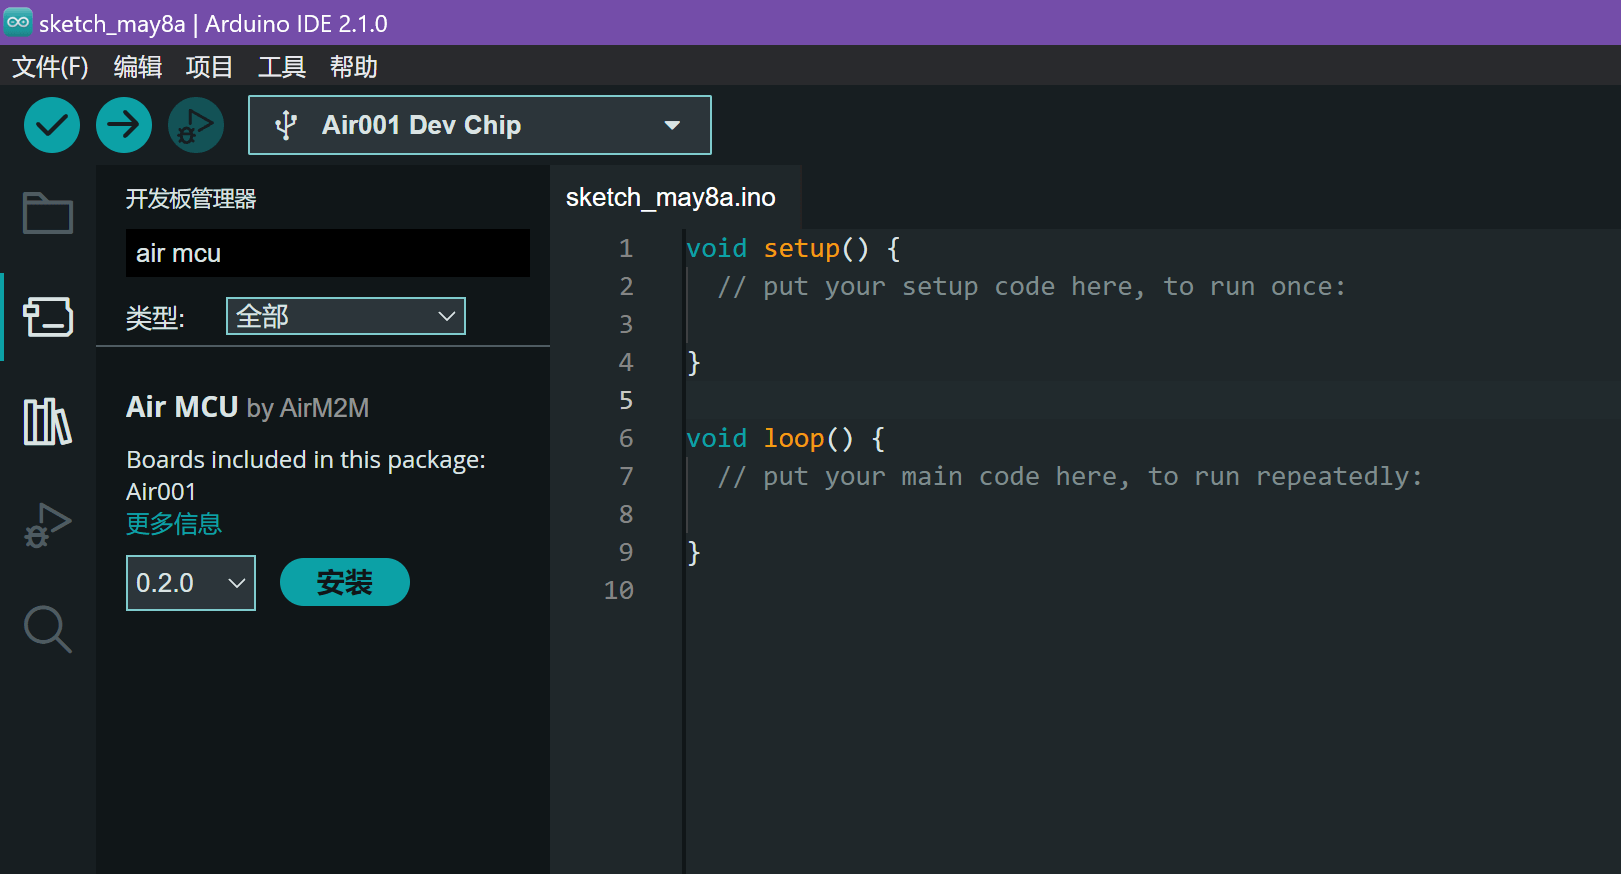 sketch_may8a | Arduino IDE 2.1.0
文件(F) 编辑 项目 工具 帮助
Air001 Dev Chip
开发板管理器
air mcu
类型: 全部
Air MCU by AirM2M
Boards included in this package:
Air001
更多信息
0.2.0 安装
sketch_may8a.ino
1 void setup() {
2 // put your setup code here, to run once:
3
4 }
5
6 void loop() {
7 // put your main code here, to run repeatedly:
8
9 }
10